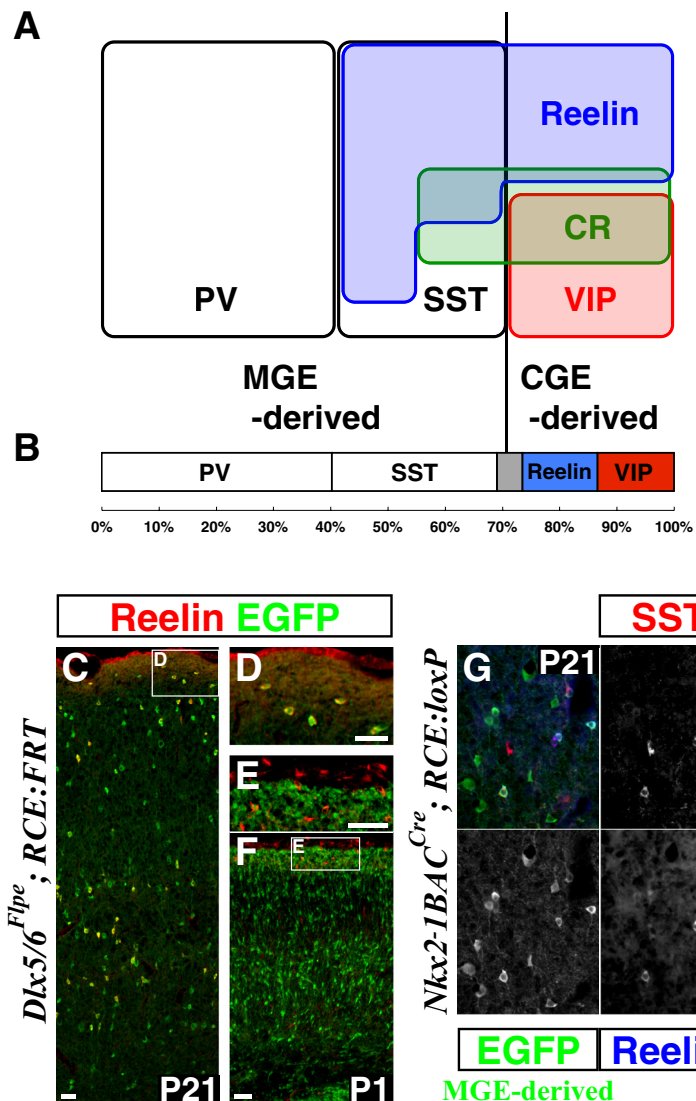 A
Reelin
CR
PV
SST
VIP
MGE
-derived
CGE
-derived
B
PV
SST
Reelin
VIP
0%
10%
20%
30%
40%
50%
60%
70%
80%
90%
100%
Reelin EGFP
SST
Dlx5/6Flpe; RCE:FRT
C
D
P21
D
E
F
E
P1
Nkx2-1BACCre; RCE:loxP
G
P21
EGFP
Reeli
MGE-derived